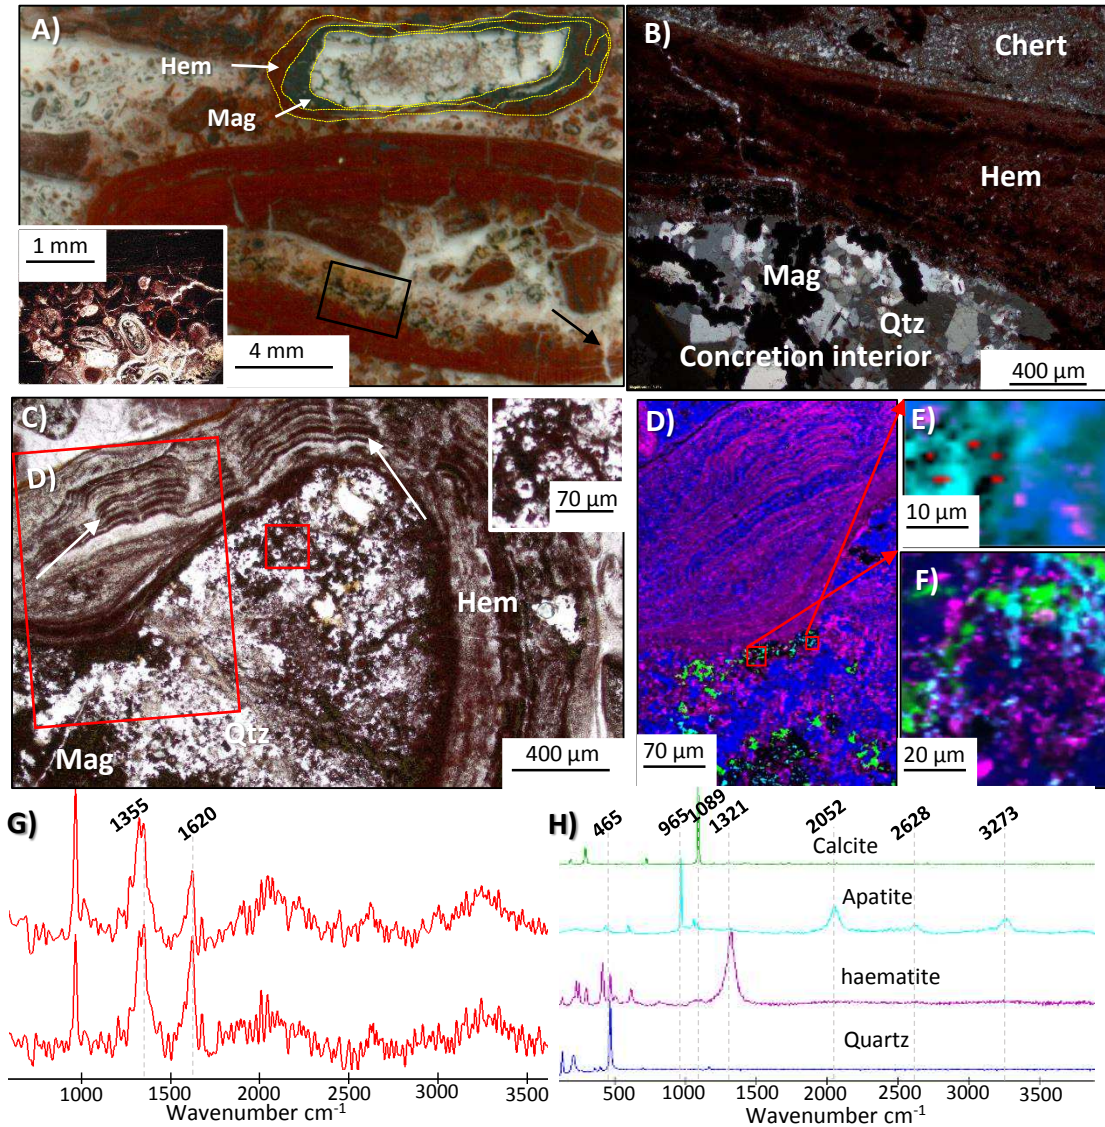 A)
Hem
Mag
1 mm
4 mm
B)
Chert
Hem
Mag
Qtz
Concretion interior
400 µm
C)
D)
70 µm
Hem
Qtz
Mag
400 µm
D)
70 µm
E)
10 µm
F)
20 µm
G)
1355
1620
1000 1500 2000 2500 3000 3500
Wavenumber cm-1
H)
465
965
1089
1321
2052
2628
3273
Calcite
Apatite
haematite
Quartz
500 1000 1500 2000 2500 3000 3500
Wavenumber cm-1